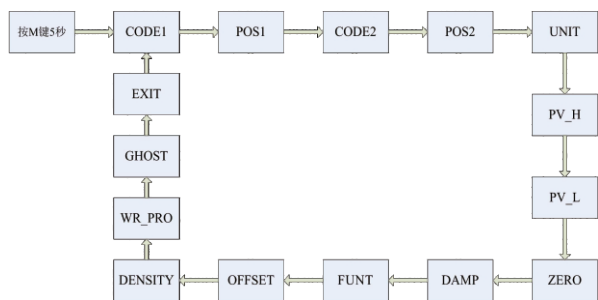 按M键5秒
CODE1
POS1
CODE2
POS2
UNIT
PV_H
PV_L
ZERO
DAMP
FUNT
OFFSET
DENSITY
WR_PRO
GHOST
EXIT